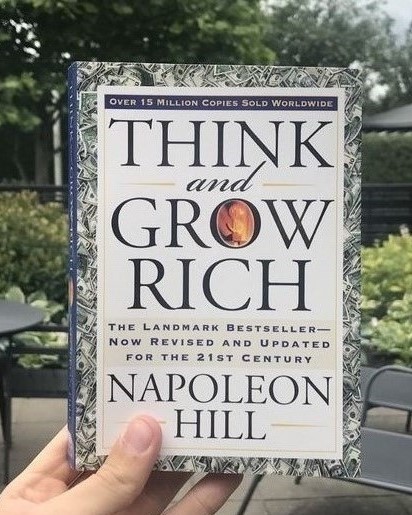 OVER 15 MILLION COPIES SOLD WORLDWIDE
THINK
and
GROW
RICH
THE LANDMARK BESTSELLER—
NOW REVISED AND UPDATED
FOR THE 21ST CENTURY
NAPOLEON
HILL